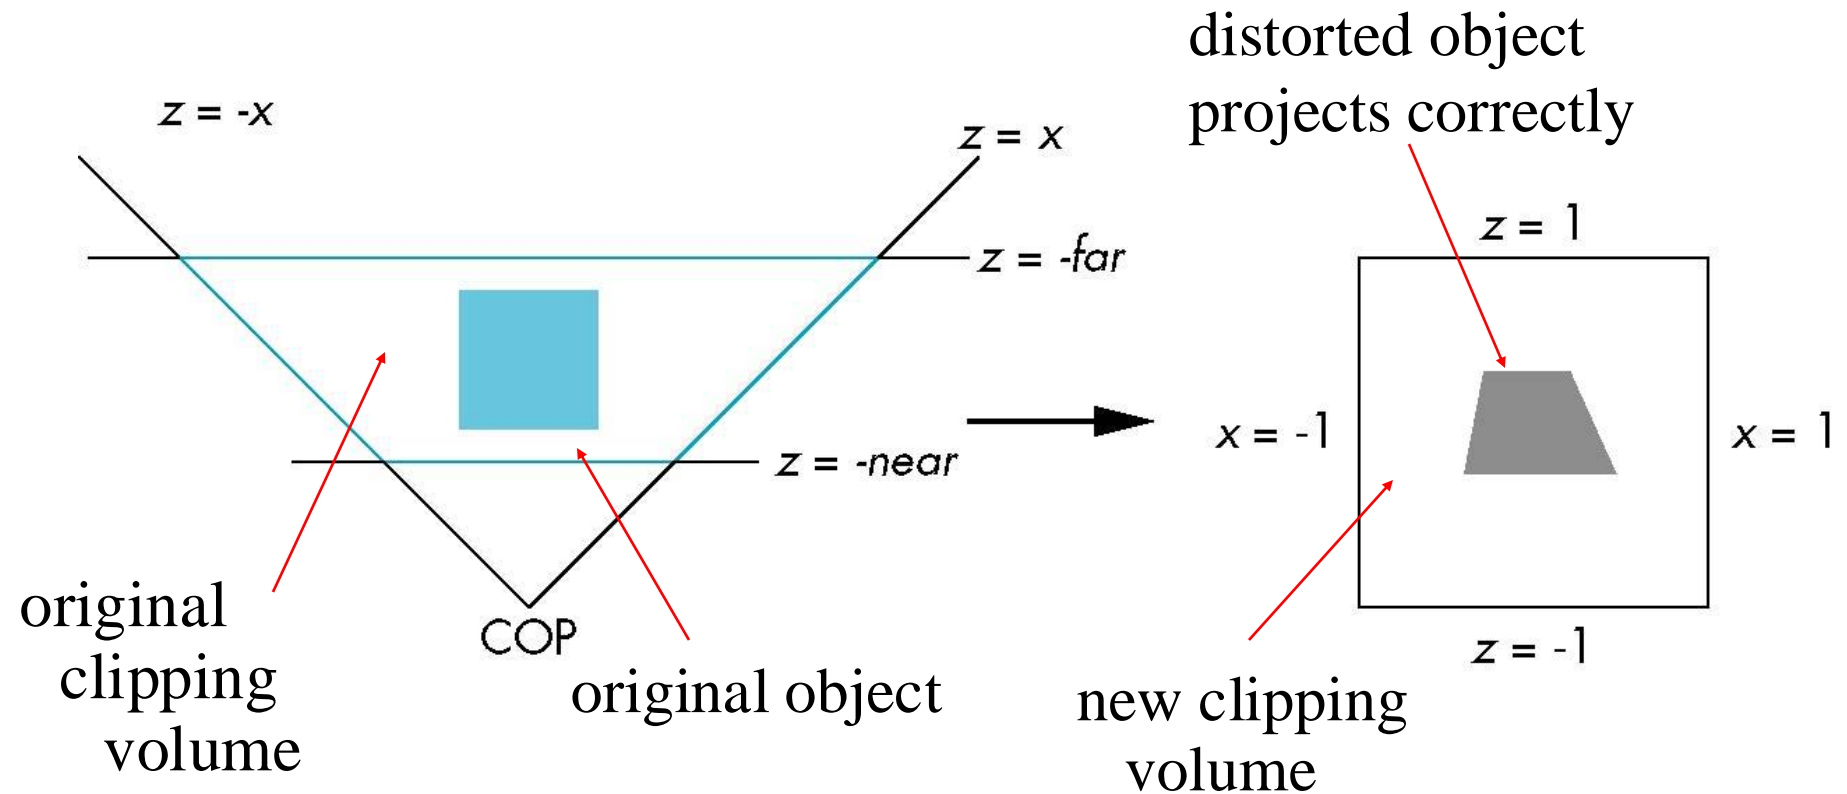 distorted object
projects correctly
z = -x
z = x
z = 1
z = -far
x = -1
x = 1
z = -near
original
clipping
volume
COP
original object
z = -1
new clipping
volume